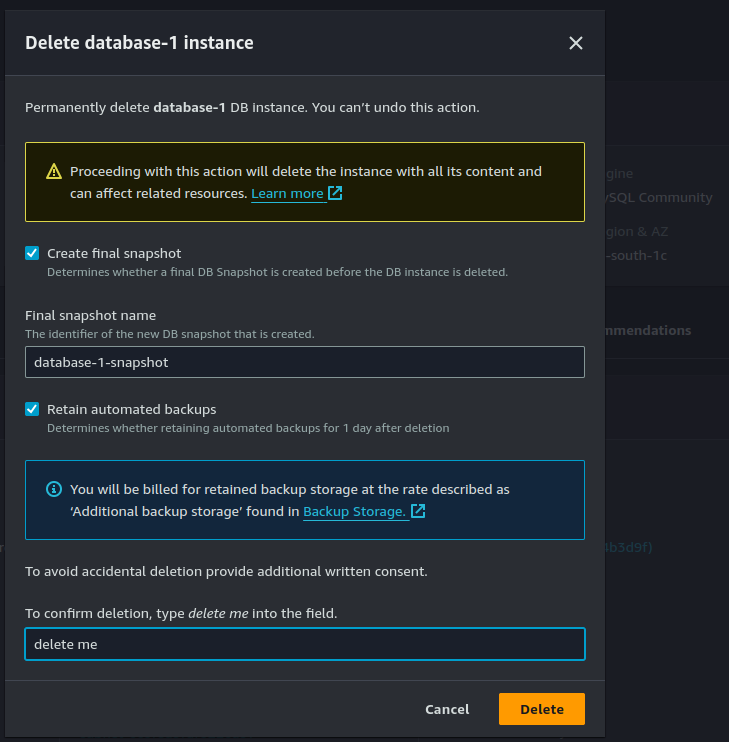 Delete database-1 instance
Permanently delete database-1 DB instance. You can’t undo this action.
Proceeding with this action will delete the instance with all its content and
can affect related resources. Learn more
Create final snapshot
Determines whether a final DB Snapshot is created before the DB instance is deleted.
Final snapshot name
The identifier of the new DB snapshot that is created.
database-1-snapshot
Retain automated backups
Determines whether retaining automated backups for 1 day after deletion
You will be billed for retained backup storage at the rate described as
‘Additional backup storage’ found in Backup Storage.
To avoid accidental deletion provide additional written consent.
To confirm deletion, type delete me into the field.
delete me
Cancel
Delete
gine
ySQL Community
gion & AZ
-south-1c
mmendations
4b3d9f)